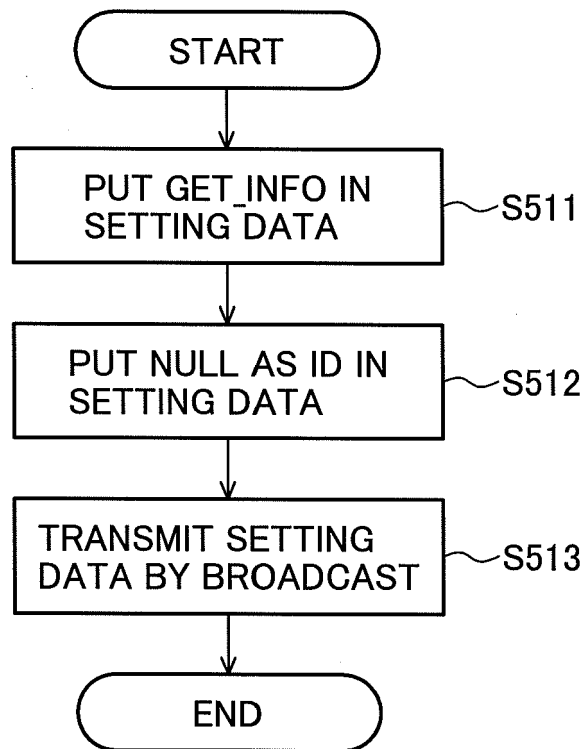 START
PUT GET_INFO IN
SETTING DATA
S511
PUT NULL AS ID IN
SETTING DATA
S512
TRANSMIT SETTING
DATA BY BROADCAST
S513
END